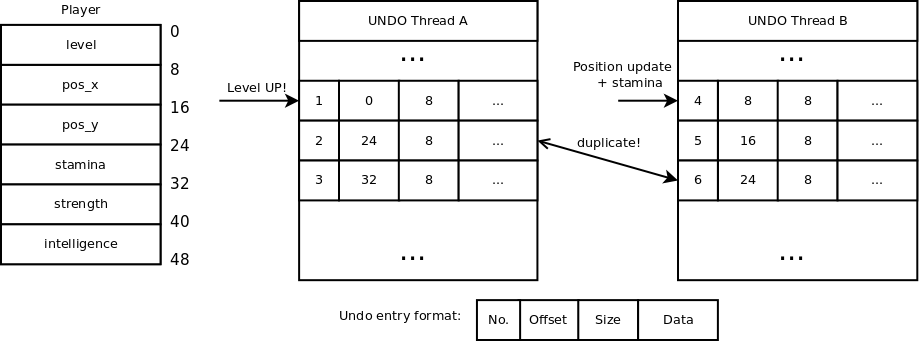 Player
level
pos_x
pos_y
stamina
strength
intelligence
0
8
16
24
32
40
48
Level UP!
UNDO Thread A
...
1 0 8 ...
2 24 8 ...
3 32 8 ...
...
duplicate!
Position update
+ stamina
UNDO Thread B
...
4 8 8 ...
5 16 8 ...
6 24 8 ...
...
Undo entry format:
No. Offset Size Data